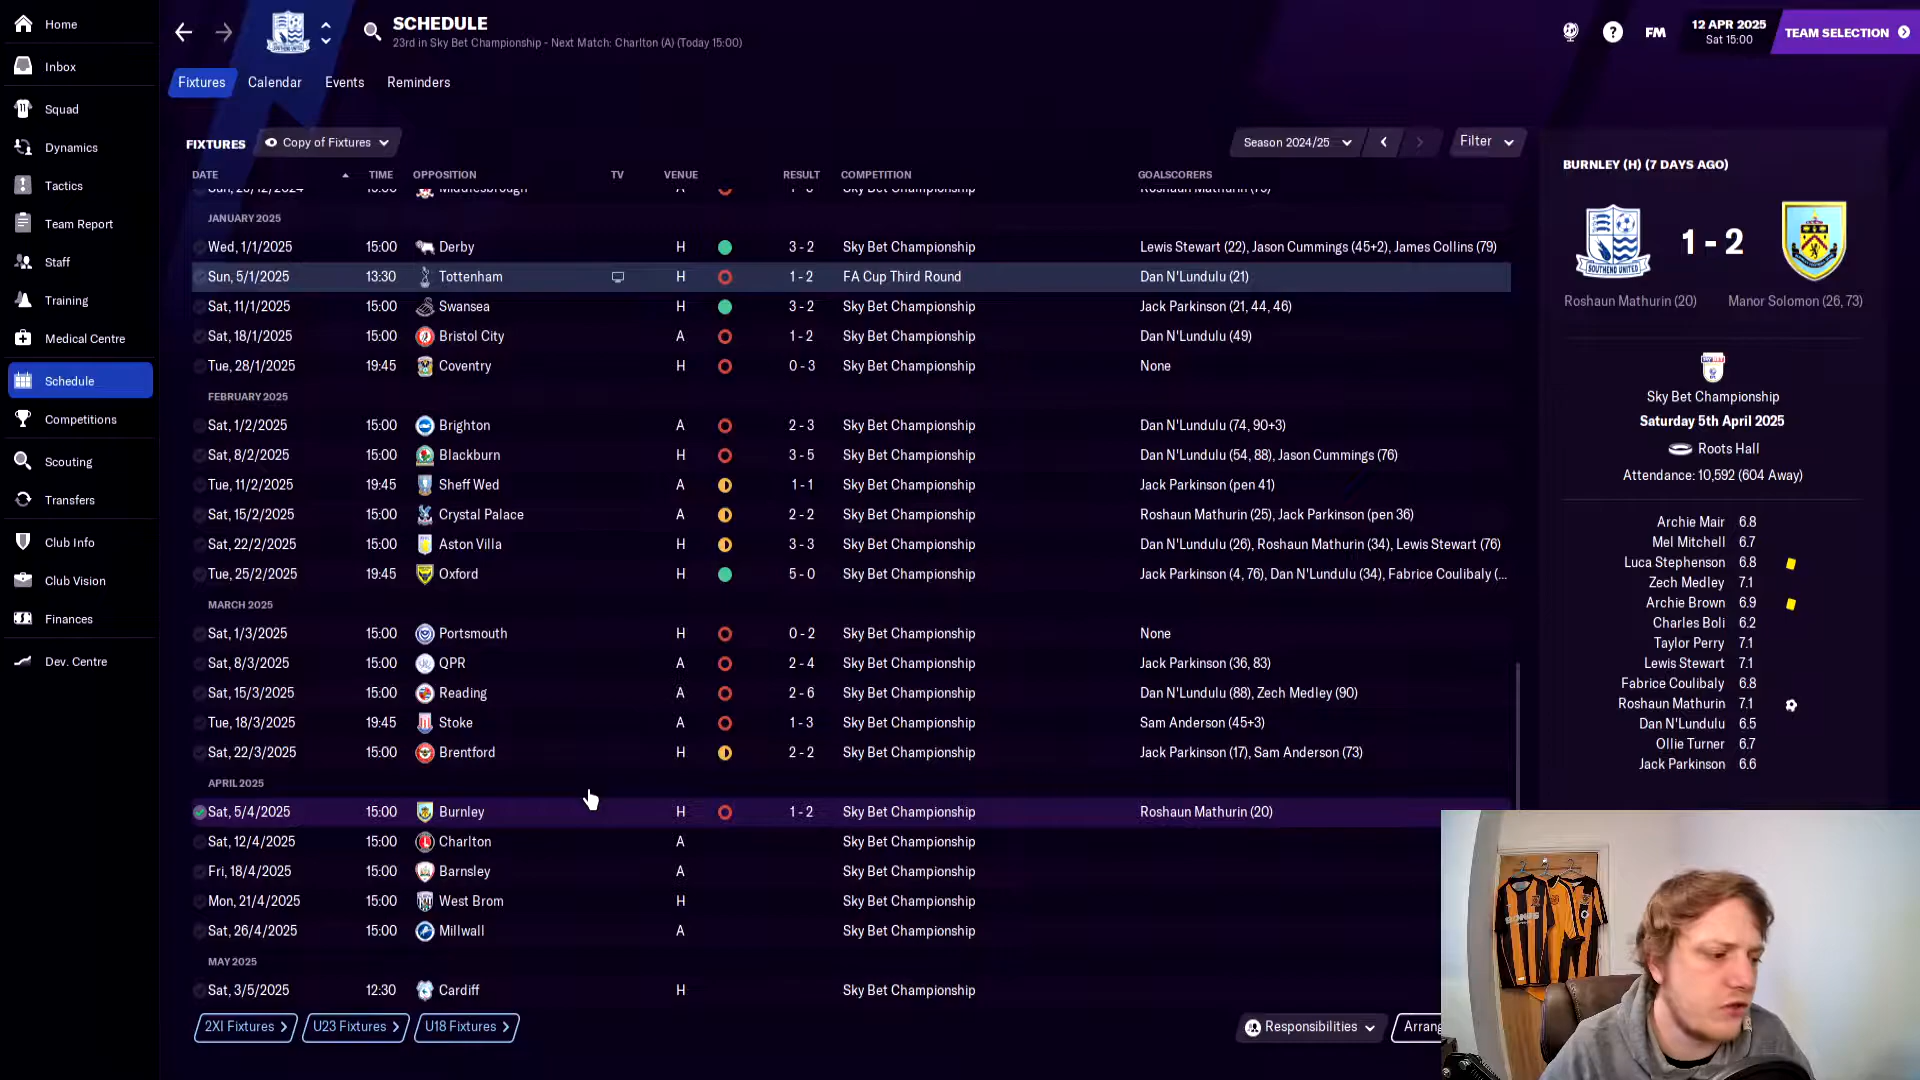 Home
Inbox
Squad
Dynamics
Tactics
Team Report
Staff
Training
Medical Centre
Schedule
Competitions
Scouting
Transfers
Club Info
Club Vision
Finances
Dev. Centre
SCHEDULE
23rd in Sky Bet Championship - Next Match: Charlton (A) (Today 15:00)
FM
12 APR 2025
Sat 15:00
TEAM SELECTION
Fixtures Calendar Events Reminders
FIXTURES Copy of Fixtures Season 2024/25 Filter
DATE TIME OPPOSITION TV VENUE RESULT COMPETITION GOALSCORERS
JANUARY 2025
Wed, 1/1/2025 15:00 Derby H 3 - 2 Sky Bet Championship Lewis Stewart (22), Jason Cummings (45+2), James Collins (79)
Sun, 5/1/2025 13:30 Tottenham H 1 - 2 FA Cup Third Round Dan N'Lundulu (21)
Sat, 11/1/2025 15:00 Swansea H 3 - 2 Sky Bet Championship Jack Parkinson (21, 44, 46)
Sat, 18/1/2025 15:00 Bristol City A 1 - 2 Sky Bet Championship Dan N'Lundulu (49)
Tue, 28/1/2025 19:45 Coventry H 0 - 3 Sky Bet Championship None
FEBRUARY 2025
Sat, 1/2/2025 15:00 Brighton A 2 - 3 Sky Bet Championship Dan N'Lundulu (74, 90+3)
Sat, 8/2/2025 15:00 Blackburn H 3 - 5 Sky Bet Championship Dan N'Lundulu (54, 88), Jason Cummings (76)
Tue, 11/2/2025 19:45 Sheff Wed A 1 - 1 Sky Bet Championship Jack Parkinson (pen 41)
Sat, 15/2/2025 15:00 Crystal Palace A 2 - 2 Sky Bet Championship Roshaun Mathurin (25), Jack Parkinson (pen 36)
Sat, 22/2/2025 15:00 Aston Villa H 3 - 3 Sky Bet Championship Dan N'Lundulu (26), Roshaun Mathurin (34), Lewis Stewart (76)
Tue, 25/2/2025 19:45 Oxford H 5 - 0 Sky Bet Championship Jack Parkinson (4, 76), Dan N'Lundulu (34), Fabrice Coulibaly (...
MARCH 2025
Sat, 1/3/2025 15:00 Portsmouth H 0 - 2 Sky Bet Championship None
Sat, 8/3/2025 15:00 QPR A 2 - 4 Sky Bet Championship Jack Parkinson (36, 83)
Sat, 15/3/2025 15:00 Reading A 2 - 6 Sky Bet Championship Dan N'Lundulu (88), Zech Medley (90)
Tue, 18/3/2025 19:45 Stoke A 1 - 3 Sky Bet Championship Sam Anderson (45+3)
Sat, 22/3/2025 15:00 Brentford H 2 - 2 Sky Bet Championship Jack Parkinson (17), Sam Anderson (73)
APRIL 2025
Sat, 5/4/2025 15:00 Burnley H 1 - 2 Sky Bet Championship Roshaun Mathurin (20)
Sat, 12/4/2025 15:00 Charlton A Sky Bet Championship
Fri, 18/4/2025 15:00 Barnsley A Sky Bet Championship
Mon, 21/4/2025 15:00 West Brom H Sky Bet Championship
Sat, 26/4/2025 15:00 Millwall A Sky Bet Championship
MAY 2025
Sat, 3/5/2025 12:30 Cardiff H Sky Bet Championship
2XI Fixtures U23 Fixtures U18 Fixtures Responsibilities
BURNLEY (H) (7 DAYS AGO)
SOUTHEND UNITED
1 - 2
Roshaun Mathurin (20) Manor Solomon (26, 73)
Sky Bet Championship
Saturday 5th April 2025
Roots Hall
Attendance: 10,592 (604 Away)
Archie Mair 6.8
Mel Mitchell 6.7
Luca Stephenson 6.8
Zech Medley 7.1
Archie Brown 6.9
Charles Boli 6.2
Taylor Perry 7.1
Lewis Stewart 7.1
Fabrice Coulibaly 6.8
Roshaun Mathurin 7.1
Dan N'Lundulu 6.5
Ollie Turner 6.7
Jack Parkinson 6.6